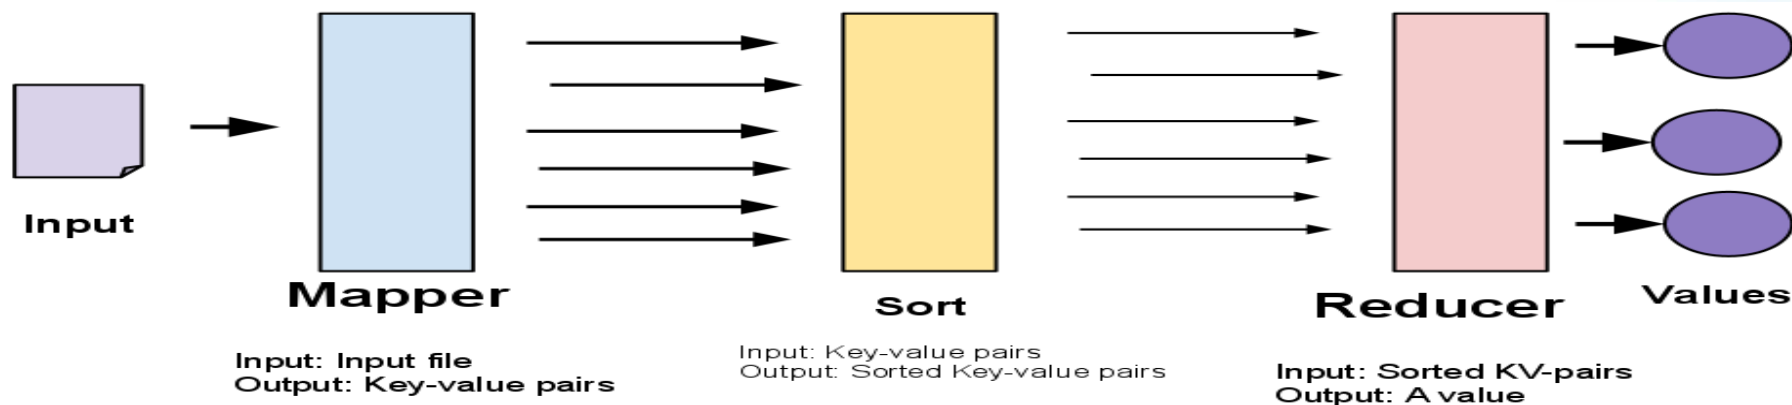 Input
Mapper
Input: Input file
Output: Key-value pairs
Sort
Input: Key-value pairs
Output: Sorted Key-value pairs
Reducer
Input: Sorted KV-pairs
Output: A value
Values